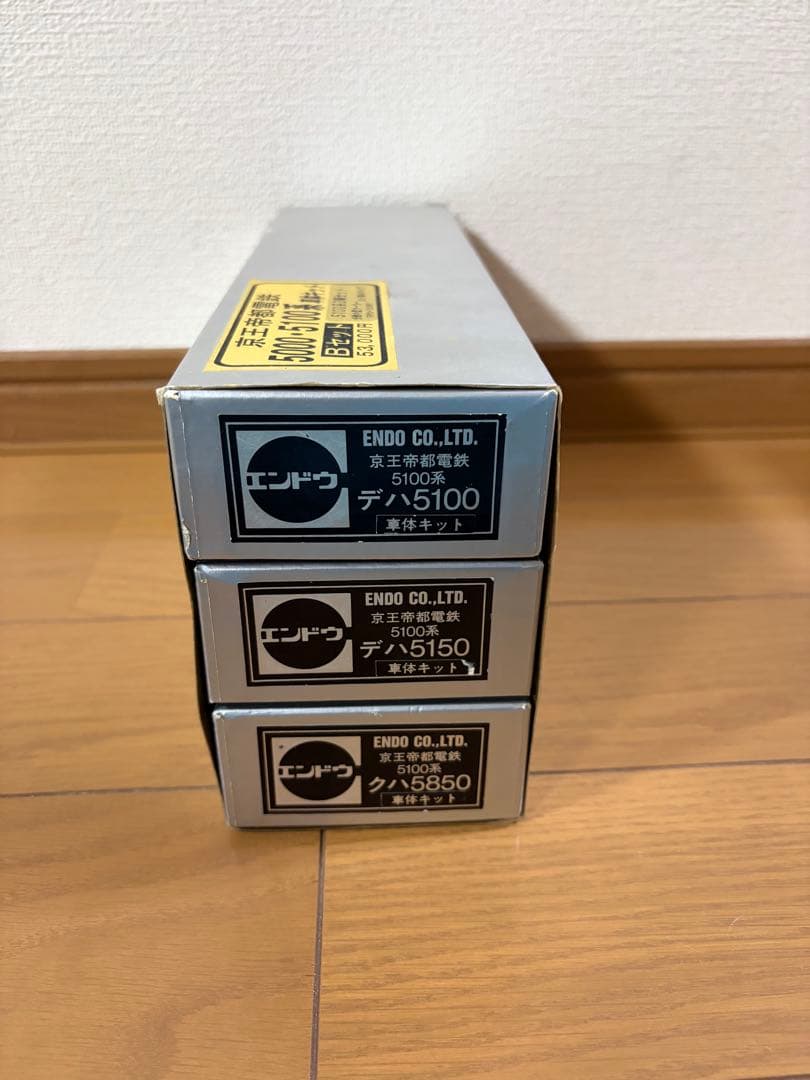 京王帝都電鉄
5000・5100系
Bセット
53,000円
エンドウ
ENDO CO.,LTD.
京王帝都電鉄
5100系
デハ5100
車体キット
エンドウ
ENDO CO.,LTD.
京王帝都電鉄
5100系
デハ5150
車体キット
エンドウ
ENDO CO.,LTD.
京王帝都電鉄
5100系
クハ5850
車体キット